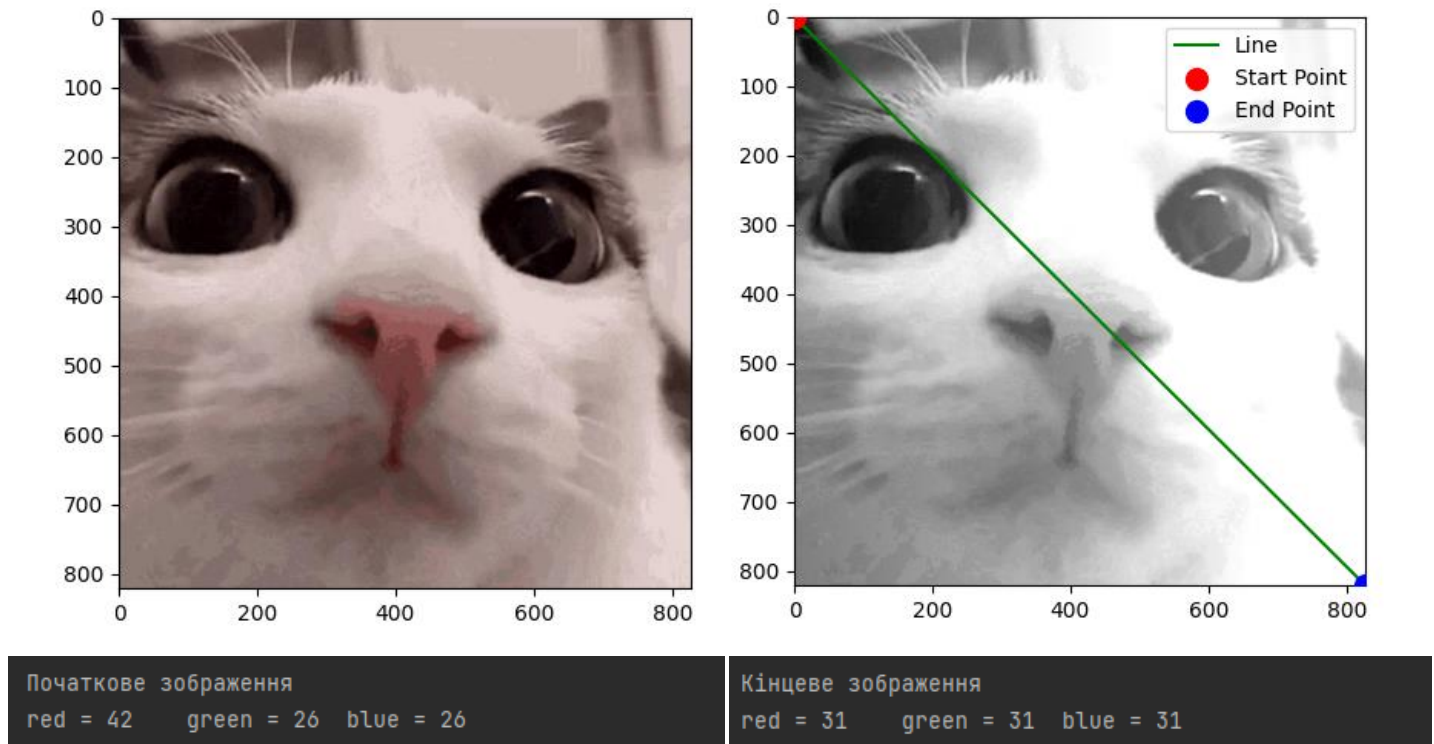 0
100
200
300
400
500
600
700
800
0 200 400 600 800
0
100
200
300
400
500
600
700
800
0 200 400 600 800
Line
Start Point
End Point
Початкове зображення
red = 42 green = 26 blue = 26
Кінцеве зображення
red = 31 green = 31 blue = 31